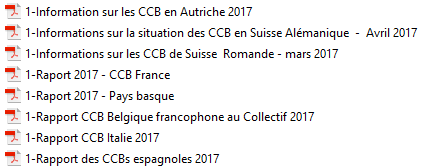 1-Information sur les CCB en Autriche 2017
1-Informations sur la situation des CCB en Suisse Alémanique - Avril 2017
1-Informations sur les CCB de Suisse Romande - mars 2017
1-Raport 2017 - CCB France
1-Raport 2017 - Pays basque
1-Rapport CCB Belgique francophone au Collectif 2017
1-Rapport CCB Italie 2017
1-Rapport des CCBs espagnoles 2017